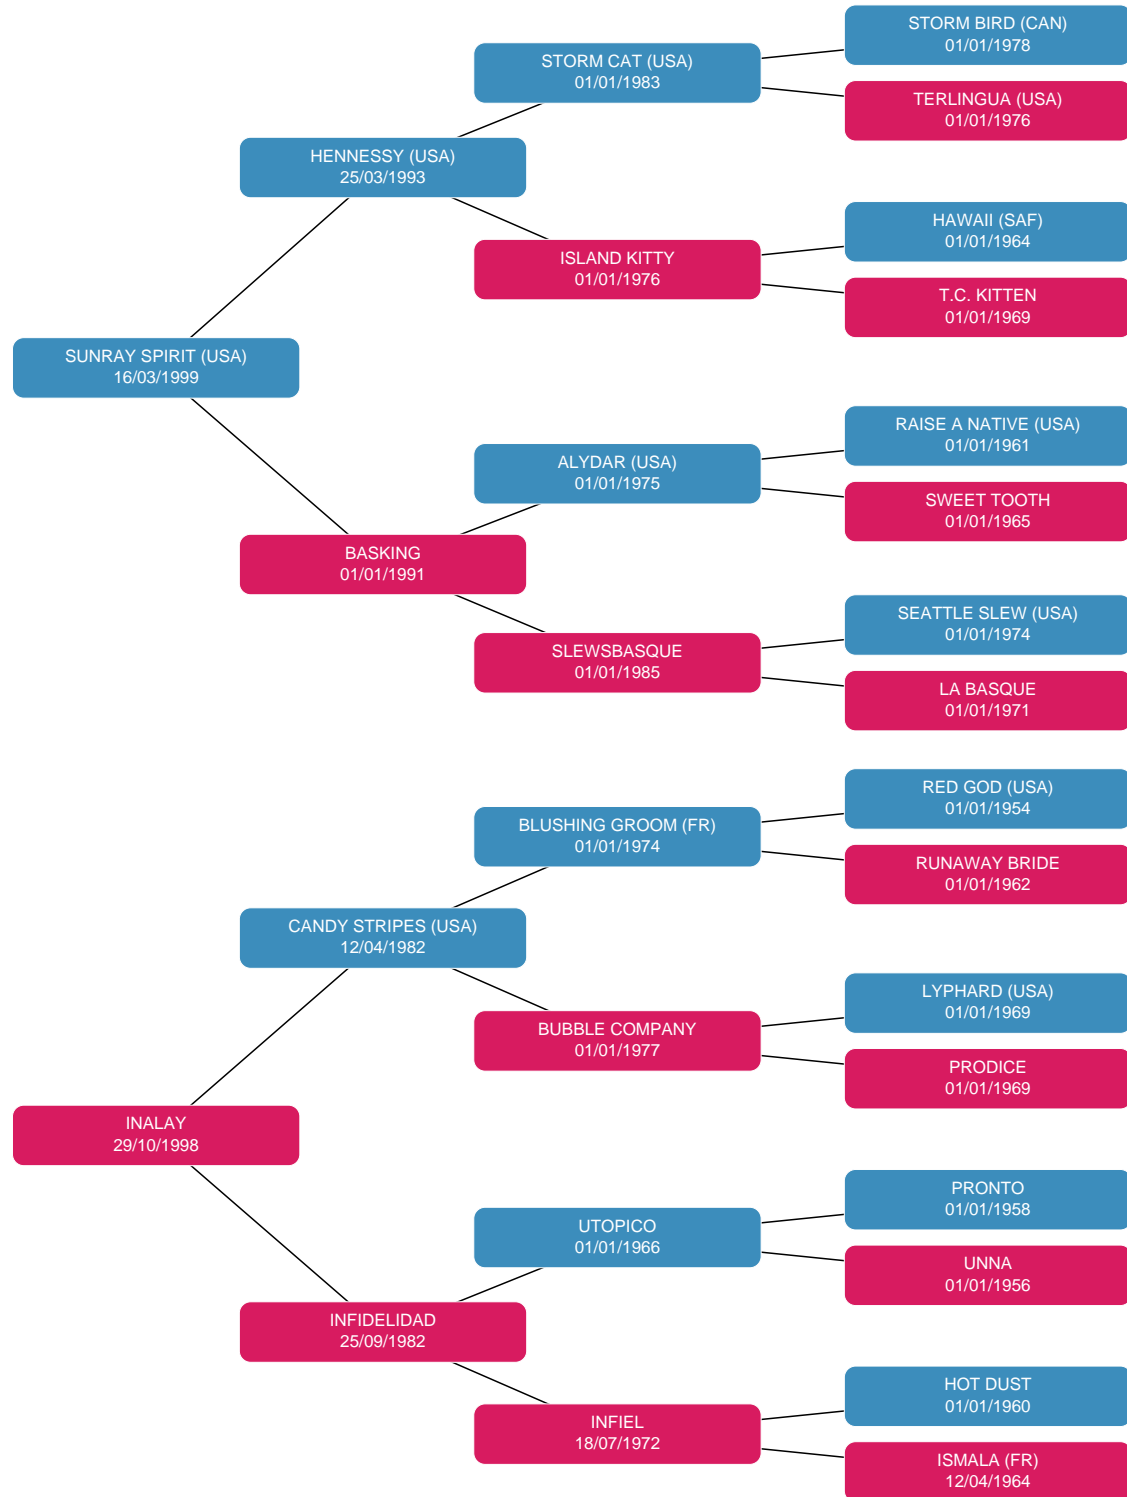 STORM BIRD (CAN)
01/01/1978
STORM CAT (USA)
01/01/1983
TERLINGUA (USA)
01/01/1976
HENNESSY (USA)
25/03/1993
HAWAII (SAF)
01/01/1964
ISLAND KITTY
01/01/1976
T.C. KITTEN
01/01/1969
SUNRAY SPIRIT (USA)
16/03/1999
RAISE A NATIVE (USA)
01/01/1961
ALYDAR (USA)
01/01/1975
SWEET TOOTH
01/01/1965
BASKING
01/01/1991
SEATTLE SLEW (USA)
01/01/1974
SLEWSBASQUE
01/01/1985
LA BASQUE
01/01/1971
RED GOD (USA)
01/01/1954
BLUSHING GROOM (FR)
01/01/1974
RUNAWAY BRIDE
01/01/1962
CANDY STRIPES (USA)
12/04/1982
LYPHARD (USA)
01/01/1969
BUBBLE COMPANY
01/01/1977
PRODICE
01/01/1969
INALAY
29/10/1998
PRONTO
01/01/1958
UTOPICO
01/01/1966
UNNA
01/01/1956
INFIDELIDAD
25/09/1982
HOT DUST
01/01/1960
INFIEL
18/07/1972
ISMALA (FR)
12/04/1964